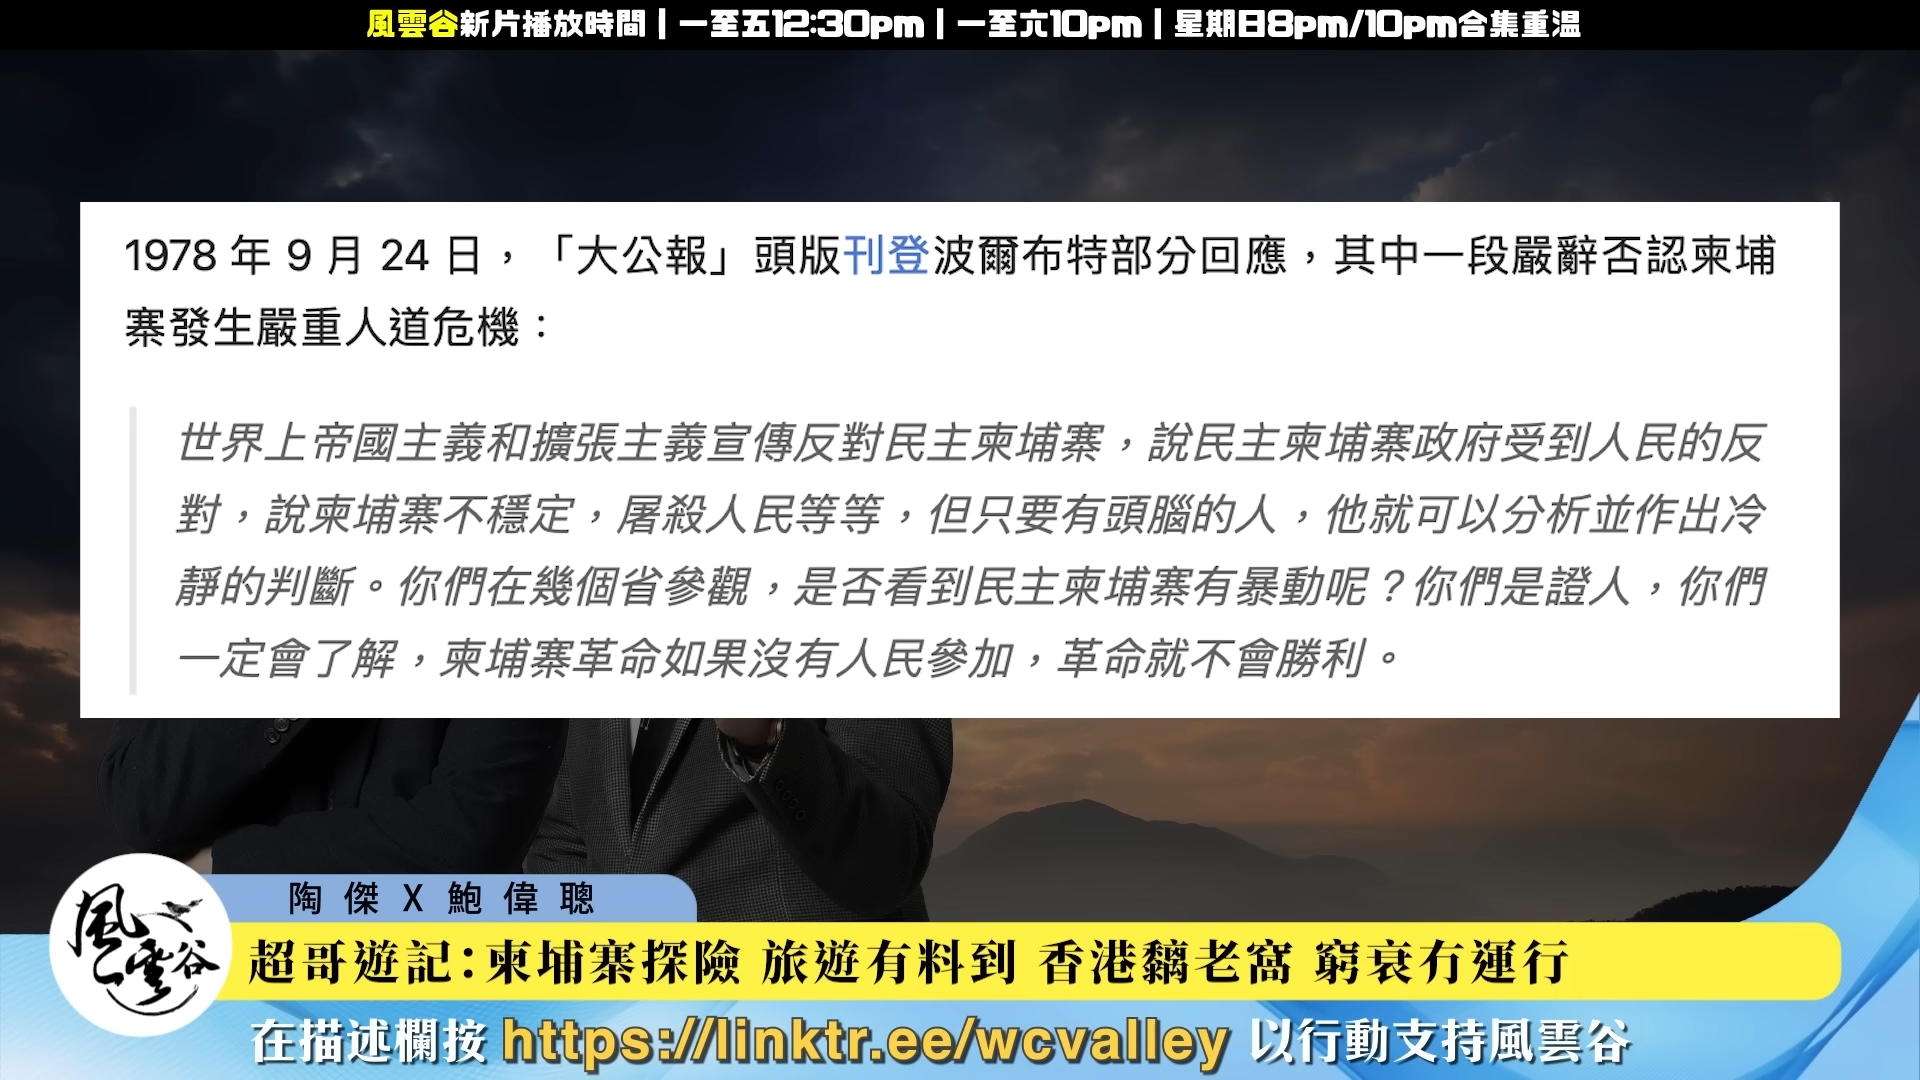 風雲谷新片播放時間 | 一至五12:30pm | 一至六10pm | 星期日8pm/10pm合集重温
1978 年 9 月 24 日，「大公報」頭版刊登波爾布特部分回應，其中一段嚴辭否認柬埔
寨發生嚴重人道危機：
世界上帝國主義和擴張主義宣傳反對民主柬埔寨，說民主柬埔寨政府受到人民的反
對，說柬埔寨不穩定，屠殺人民等等，但只要有頭腦的人，他就可以分析並作出冷
靜的判斷。你們在幾個省參觀，是否看到民主柬埔寨有暴動呢？你們是證人，你們
一定會了解，柬埔寨革命如果沒有人民參加，革命就不會勝利。
陶傑 X 鮑偉聰
風雲谷
超哥遊記：柬埔寨探險 旅遊有料到 香港黐老窩 窮衰冇運行
在描述欄按 https://linktr.ee/wcvalley 以行動支持風雲谷